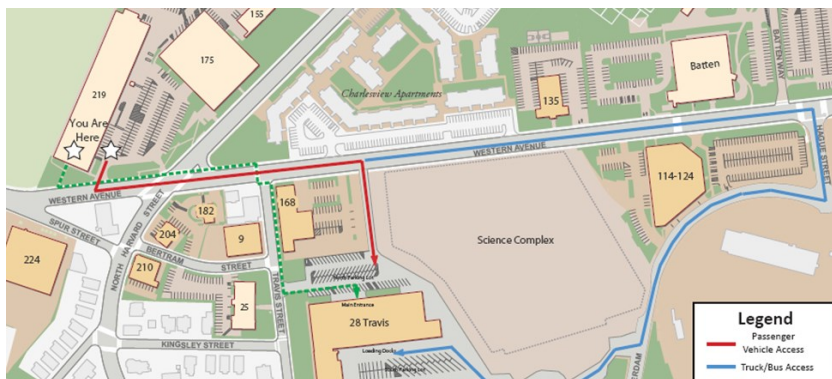 155
219
175
You Are
Here
Charlesview Apartments
135
Batten
BATTEN WAY
HAGUE STREET
WESTERN AVENUE
114-124
WESTERN AVENUE
SPUR STREET
NORTH HARVARD STREET
182
204
9
168
BERTRAM STREET
224
210
25
TRAVIS STREET
Science Complex
Main Entrance
28 Travis
KINGSLEY STREET
Loading Docks
Legend
Passenger
Vehicle Access
Truck/Bus Access